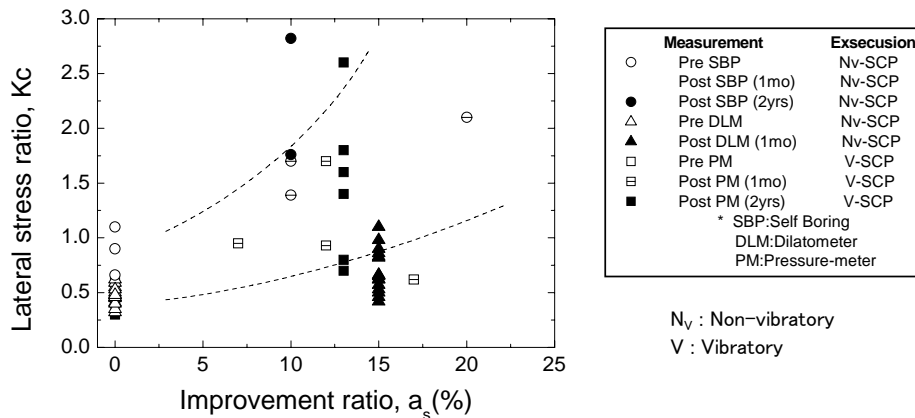 3.0
2.5
2.0
1.5
1.0
0.5
0.0
Lateral stress ratio, Kc
0 5 10 15 20 25
Improvement ratio, a_s(%)
Measurement Exsecusion
Pre SBP Nv-SCP
Post SBP (1mo) Nv-SCP
Post SBP (2yrs) Nv-SCP
Pre DLM Nv-SCP
Post DLM (1mo) Nv-SCP
Pre PM V-SCP
Post PM (1mo) V-SCP
Post PM (2yrs) V-SCP
* SBP:Self Boring
DLM:Dilatometer
PM:Pressure-meter
N_V : Non-vibratory
V : Vibratory